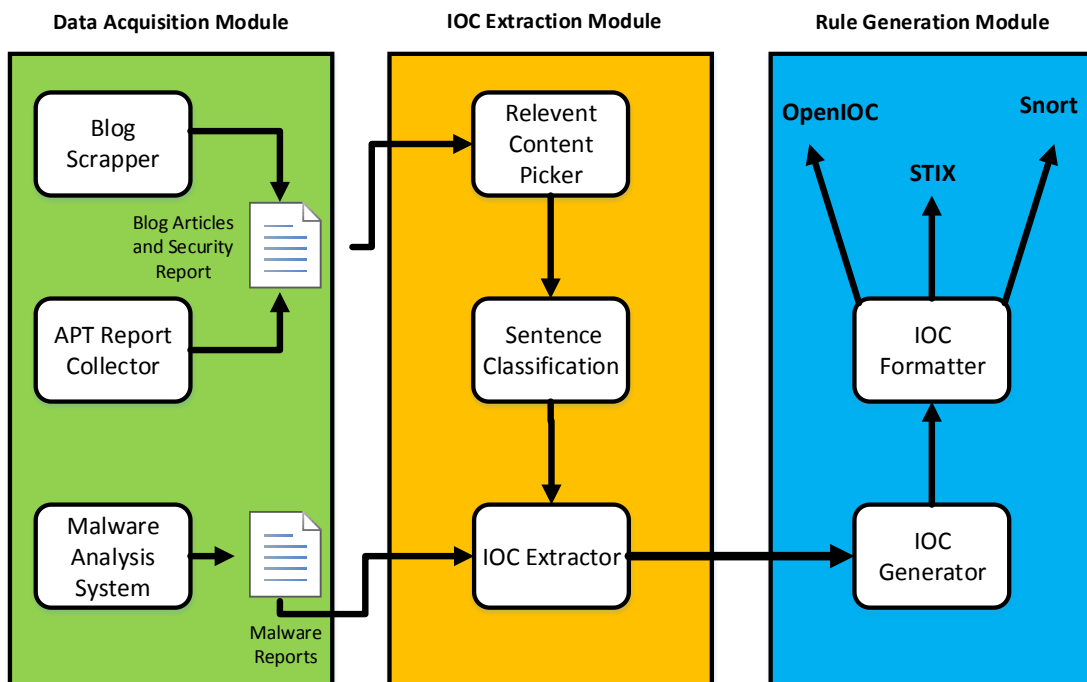 Data Acquisition Module
IOC Extraction Module
Rule Generation Module
Blog
Scrapper
Blog Articles
and Security
Report
APT Report
Collector
Malware
Analysis
System
Malware
Reports
Relevent
Content
Picker
Sentence
Classification
IOC Extractor
OpenIOC
Snort
STIX
IOC
Formatter
IOC
Generator